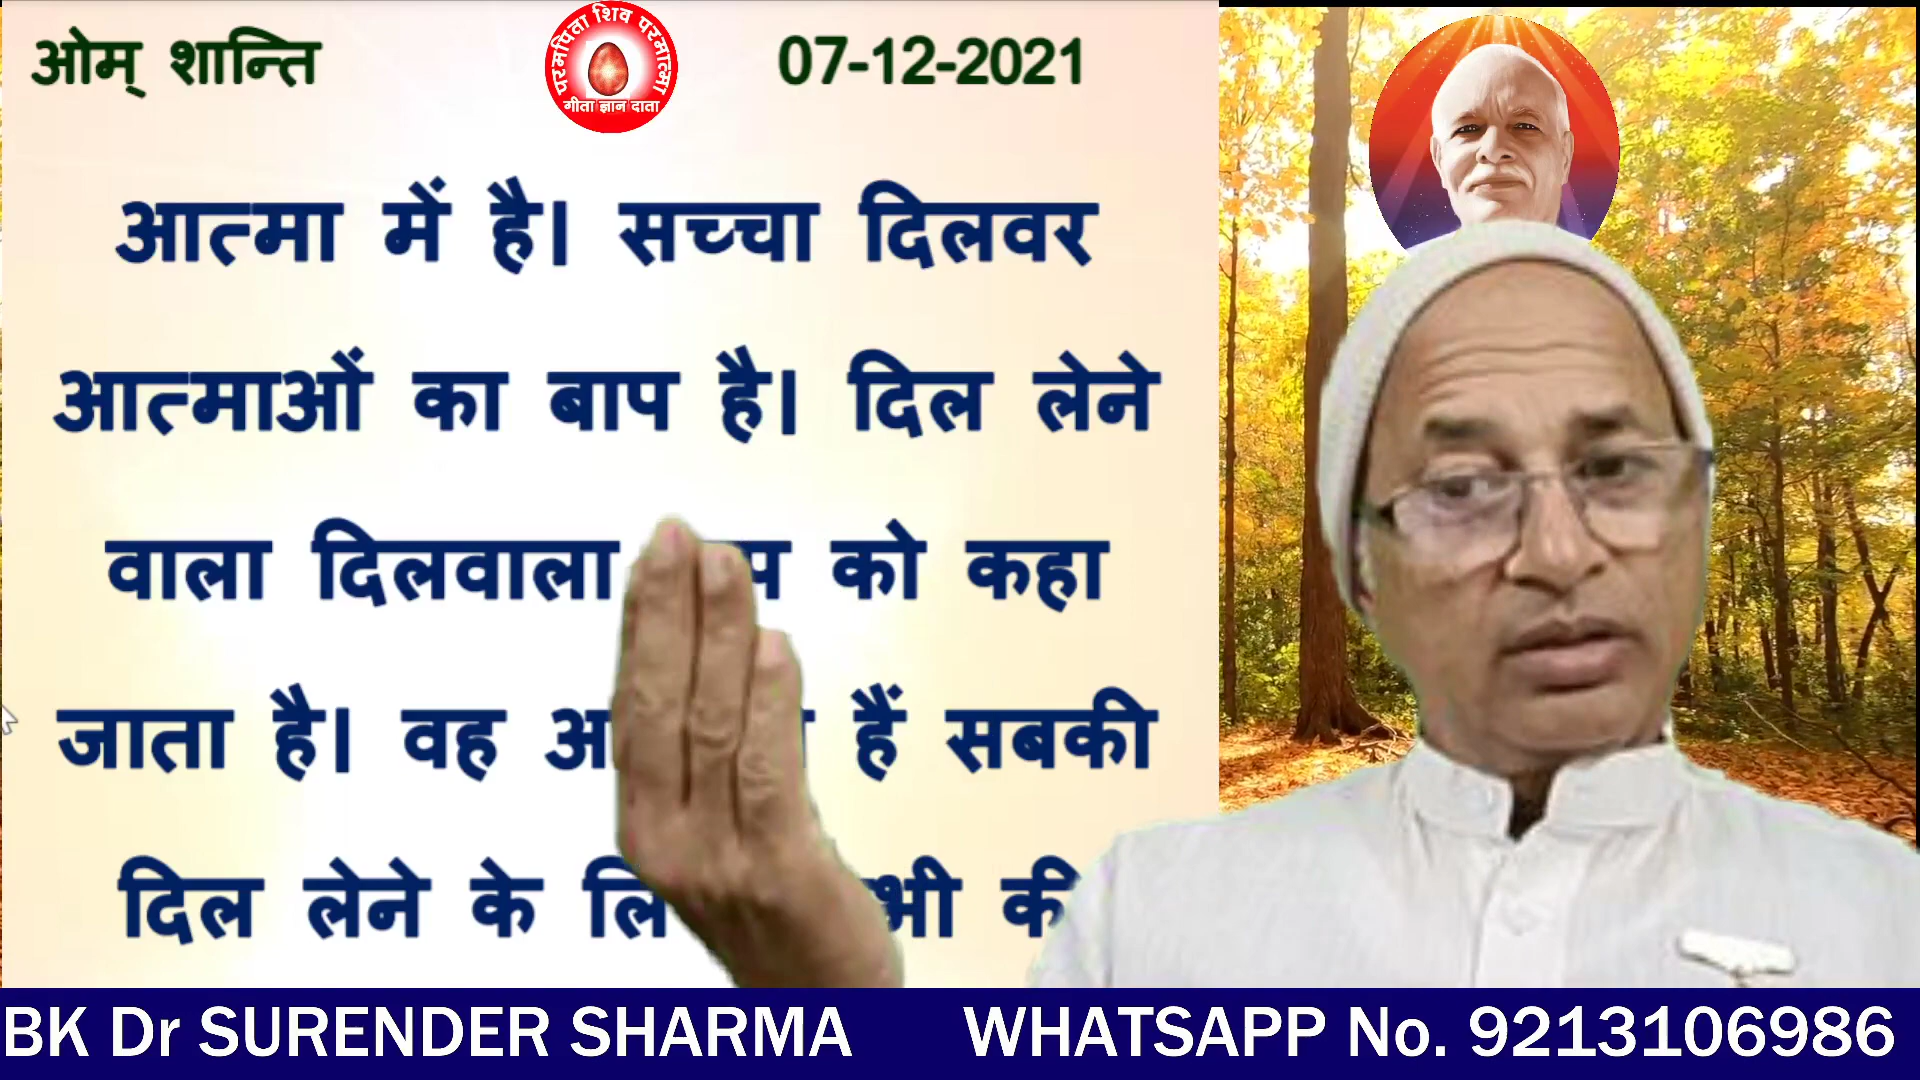 ओम् शान्ति
परमपिता शिव परमात्मा
गीता ज्ञान दाता
07-12-2021
आत्मा में है। सच्चा दिलवर
आत्माओं का बाप है। दिल लेने
वाला दिलवाला को कहा
जाता है। वह हैं सबकी
दिल लेने के की
BK Dr SURENDER SHARMA WHATSAPP No. 9213106986